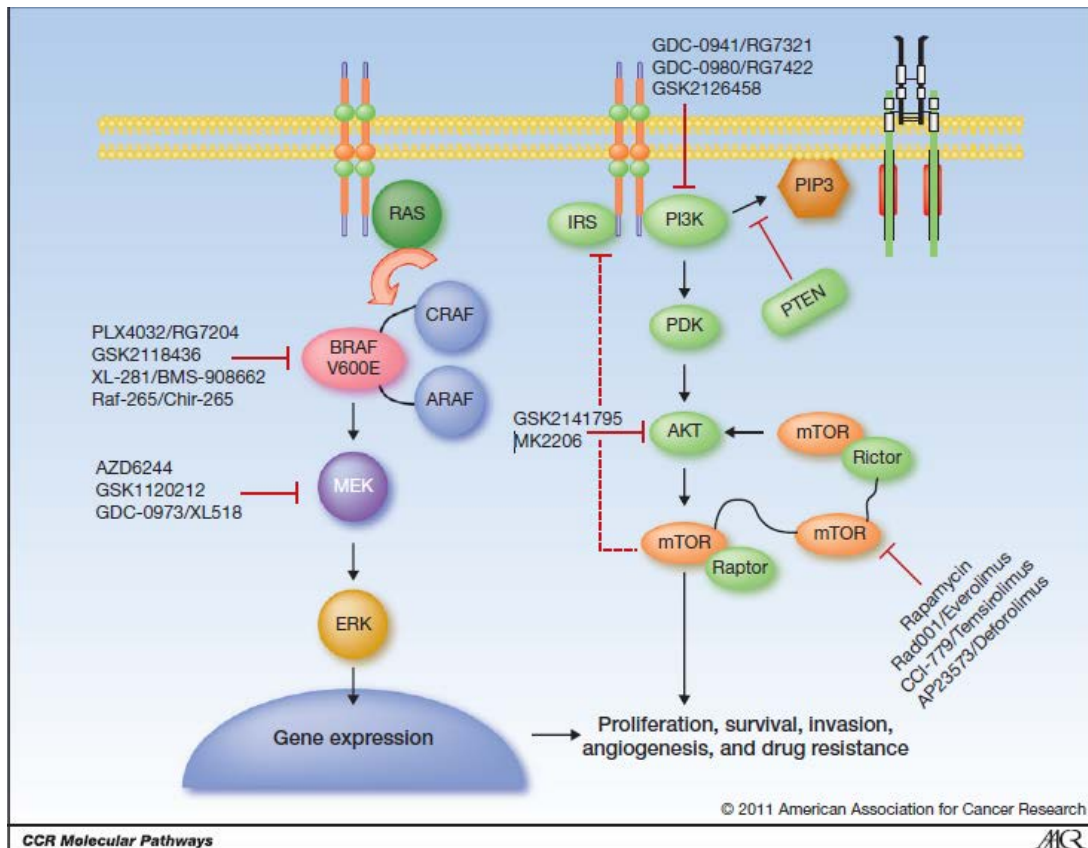 GDC-0941/RG7321
GDC-0980/RG7422
GSK2126458
PIP3
RAS
IRS
PI3K
PTEN
CRAF
PDK
PLX4032/RG7204
GSK2118436
XL-281/BMS-908662
Raf-265/Chir-265
BRAF
V600E
ARAF
GSK2141795
MK2206
AKT
mTOR
Rictor
AZD6244
GSK1120212
GDC-0973/XL518
MEK
mTOR
Raptor
mTOR
Rapamycin
Rad001/Everolimus
CCI-779/Temsirolimus
AP23573/Deforolimus
ERK
Gene expression
Proliferation, survival, invasion,
angiogenesis, and drug resistance
© 2011 American Association for Cancer Research
CCR Molecular Pathways
AACR